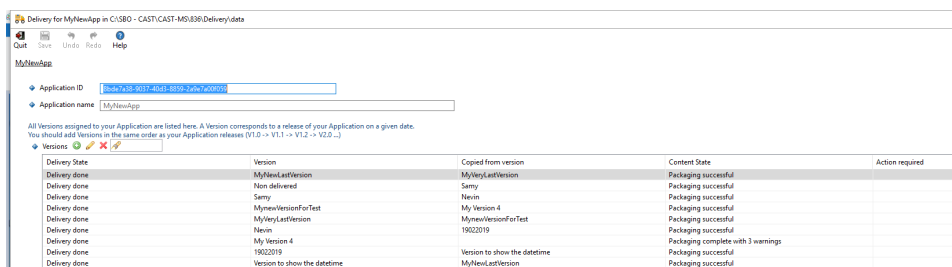 Delivery for MyNewApp in C:\SBO - CAST\CAST-MS\836\Delivery\data
Quit Save Undo Redo Help
MyNewApp
Application ID 8bde7a38-9037-40d3-8859-2a9e7a00f059
Application name MyNewApp
All Versions assigned to your Application are listed here. A Version corresponds to a release of your Application on a given date.
You should add Versions in the same order as your Application releases (V1.0 -> V1.1 -> V1.2 -> V2.0 ...)
Versions
Delivery State Version Copied from version Content State Action required
Delivery done MyNewLastVersion MyVeryLastVersion Packaging successful
Delivery done Non delivered Samy Packaging successful
Delivery done Samy Nevin Packaging successful
Delivery done MynewVersionForTest My Version 4 Packaging successful
Delivery done MyVeryLastVersion MynewVersionForTest Packaging successful
Delivery done Nevin 19022019 Packaging successful
Delivery done My Version 4 Packaging complete with 3 warnings
Delivery done 19022019 Version to show the datetime Packaging successful
Delivery done Version to show the datetime MyNewLastVersion Packaging successful